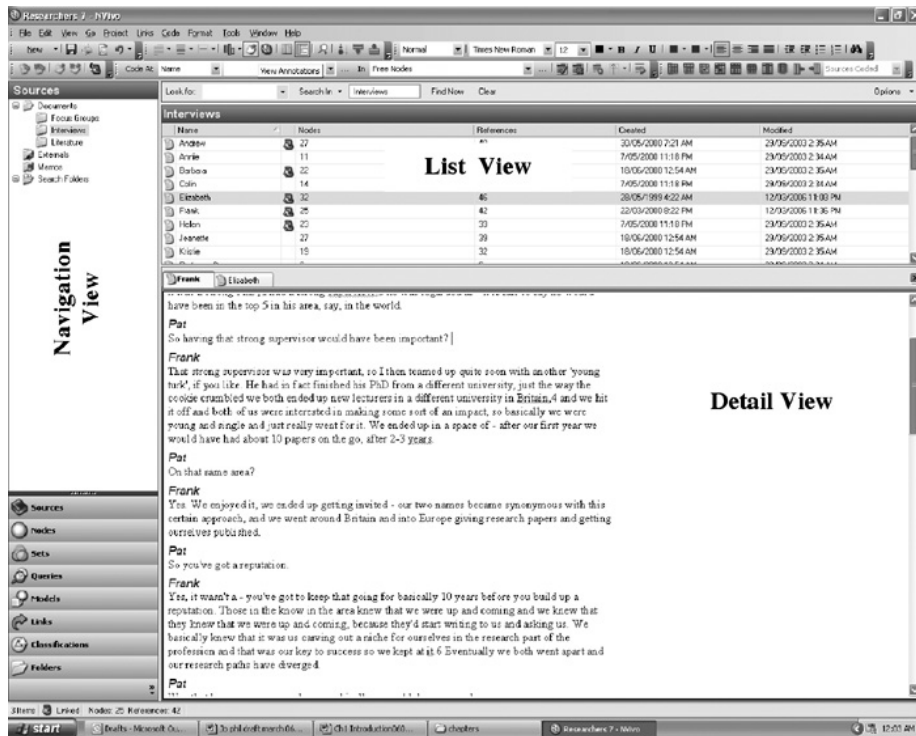 Researchers 7 - NVivo
File Edit View Go Project Links Code Format Tools Window Help
New Normal Times New Roman 12 B I U
Code At Name View Annotations In Free Nodes Sources Coded
Sources
Look for: Search In Interviews Find Now Clear Options
Documents
Focus Groups
Interviews
Literature
Externals
Memos
Search Folders
Interviews
Name Nodes References Created Modified
Andrew 27 30/05/2000 7:21 AM 29/09/2003 2:35 AM
Annie 11 7/05/2000 11:18 PM 29/09/2003 2:34 AM
Barbara 22 18/06/2000 12:54 AM 29/09/2003 2:35 AM
Colin 14 7/05/2000 11:18 PM 29/09/2003 2:34 AM
Elizabeth 32 46 28/05/1999 4:22 AM 12/03/2006 11:08 PM
Frank 25 42 22/03/2000 8:22 PM 12/03/2006 11:36 PM
Helen 23 33 7/05/2000 11:18 PM 29/09/2003 2:35 AM
Jeanette 27 39 18/06/2000 12:54 AM 29/09/2003 2:35 AM
Kristie 19 32 18/06/2000 12:54 AM 29/09/2003 2:35 AM
List View
Navigation
View
Frank Elizabeth
have been in the top 5 in his area, say, in the world.
Pat
So having that strong supervisor would have been important?
Frank
That strong supervisor was very important, so I then teamed up quite soon with another 'young
turk', if you like. He had in fact finished his PhD from a different university, just the way the
cookie crumbled we both ended up new lecturers in a different university in Britain,4 and we hit
it off and both of us were interested in making some sort of an impact, so basically we were
young and single and just really went for it. We ended up in a space of - after our first year we
would have had about 10 papers on the go, after 2-3 years.
Pat
On that same area?
Frank
Yes. We enjoyed it, we ended up getting invited - our two names became synonymous with this
certain approach, and we went around Britain and into Europe giving research papers and getting
ourselves published.
Pat
So you've got a reputation.
Frank
Yes, it wasn't a - you've got to keep that going for basically 10 years before you build up a
reputation. Those in the know in the area knew that we were up and coming and we knew that
they knew that we were up and coming, because they'd start writing to us and asking us. We
basically knew that it was us carving out a niche for ourselves in the research part of the
profession and that was our key to success so we kept at it.6 Eventually we both went apart and
our research paths have diverged.
Pat
Detail View
Sources
Nodes
Sets
Queries
Models
Links
Classifications
Folders
Linked Nodes: 25 References: 42
start Drafts - Microsoft Ou... Ch1 Introduction060... chapters Researchers 7 - NVivo 12:03 AM